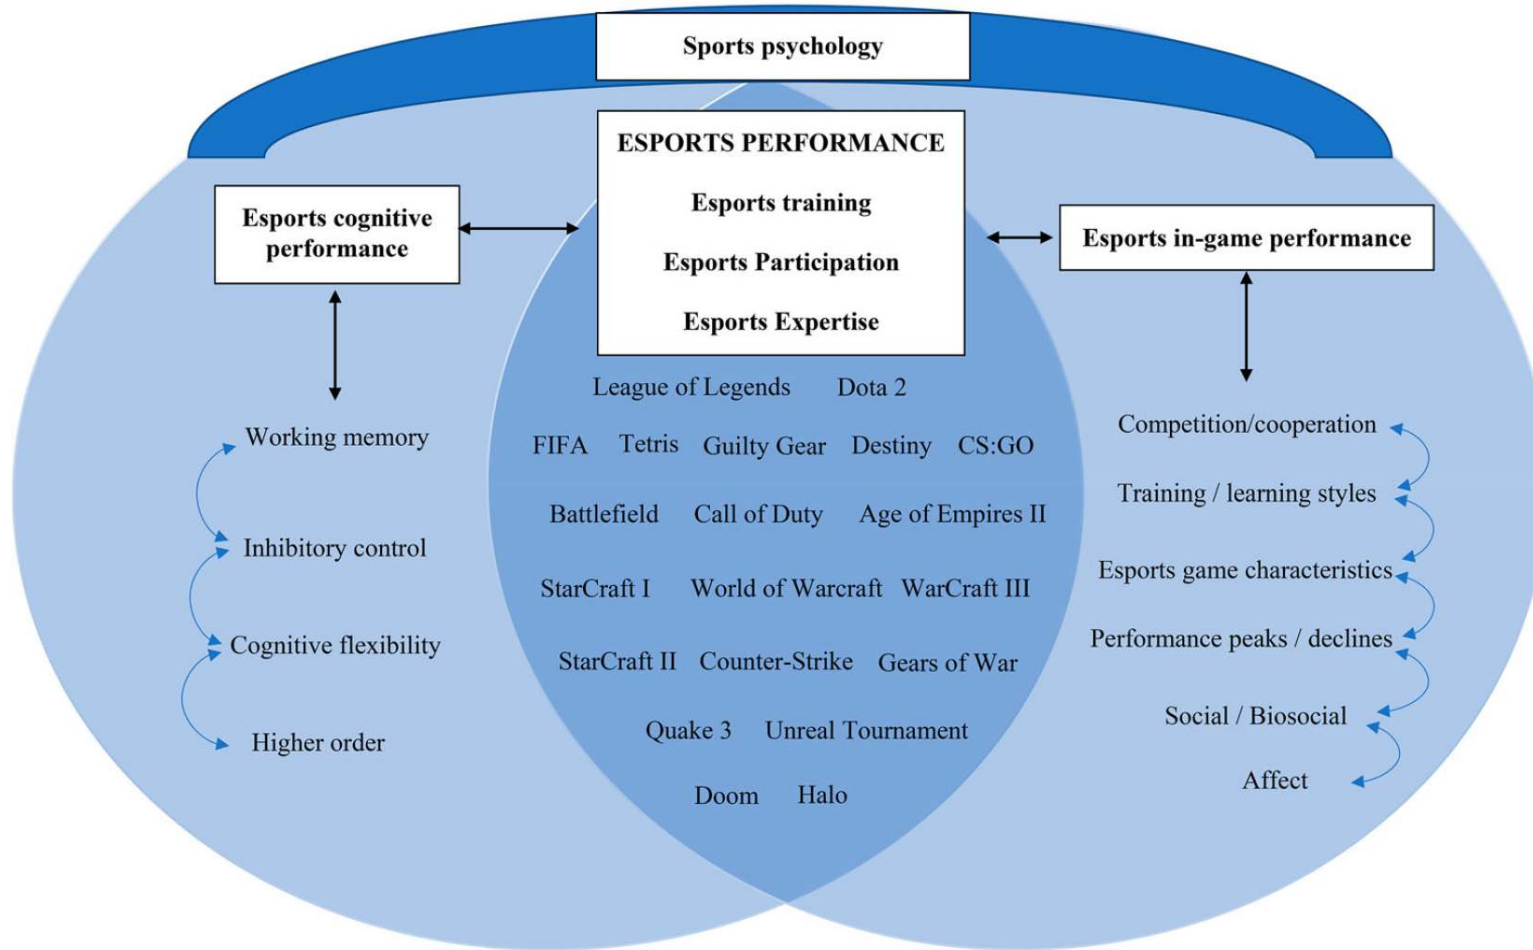 Sports psychology
ESPORTS PERFORMANCE
Esports training
Esports Participation
Esports Expertise
Esports cognitive
performance
Esports in-game performance
Working memory
Inhibitory control
Cognitive flexibility
Higher order
League of Legends Dota 2
FIFA Tetris Guilty Gear Destiny CS:GO
Battlefield Call of Duty Age of Empires II
StarCraft I World of Warcraft WarCraft III
StarCraft II Counter-Strike Gears of War
Quake 3 Unreal Tournament
Doom Halo
Competition/cooperation
Training / learning styles
Esports game characteristics
Performance peaks / declines
Social / Biosocial
Affect